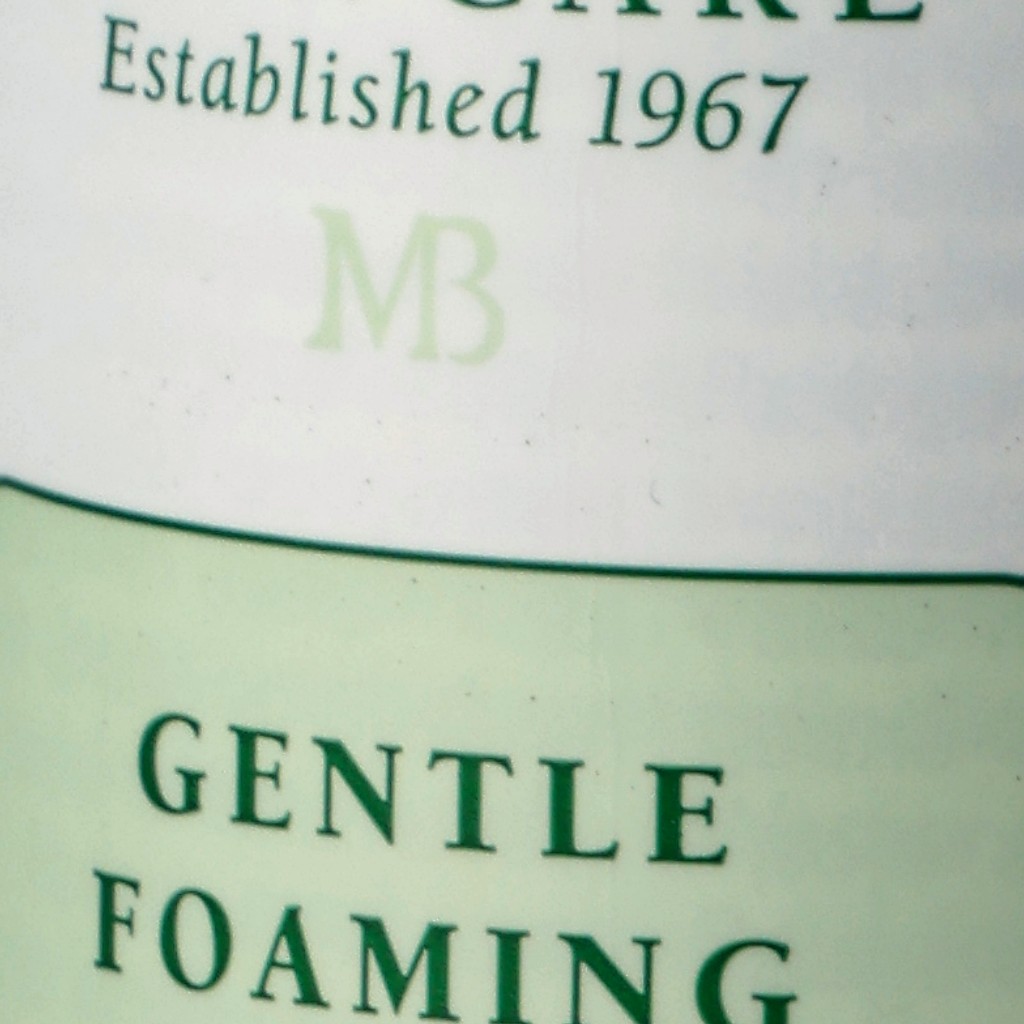 Established 1967
MB
GENTLE
FOAMING